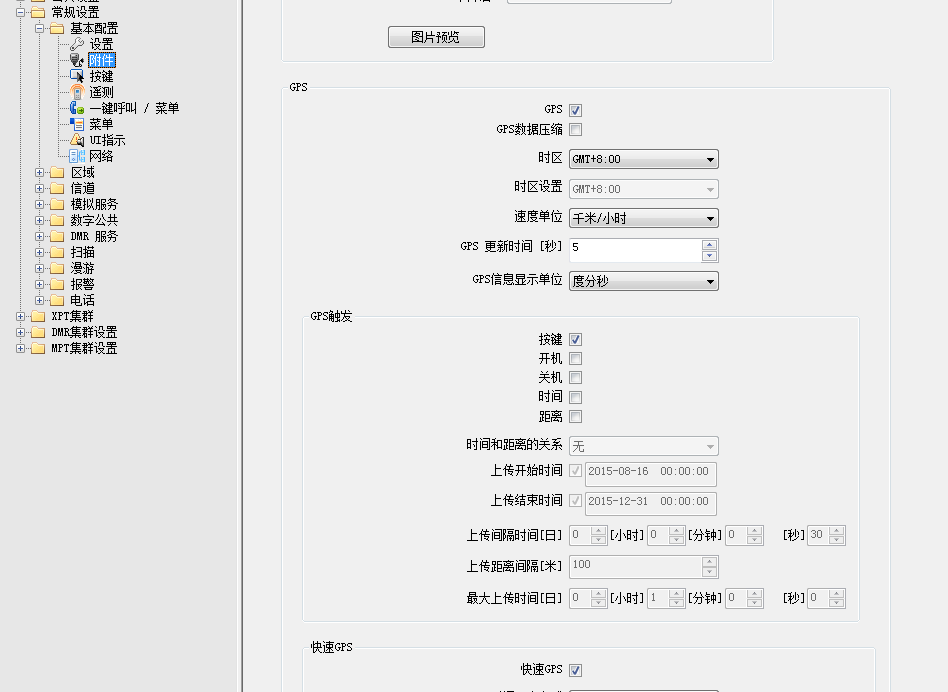 常规设置
基本配置
设置
附件
按键
遥测
一键呼叫 / 菜单
菜单
UI指示
网络
区域
信道
模拟服务
数字公共
DMR 服务
扫描
漫游
报警
电话
XPT集群
DMR集群设置
MPT集群设置
图片预览
GPS
GPS
GPS数据压缩
时区 GMT+8:00
时区设置 GMT+8:00
速度单位 千米/小时
GPS 更新时间 [秒] 5
GPS信息显示单位 度分秒
GPS触发
按键
开机
关机
时间
距离
时间和距离的关系 无
上传开始时间 2015-08-16 00:00:00
上传结束时间 2015-12-31 00:00:00
上传间隔时间[日] 0 [小时] 0 [分钟] 0 [秒] 30
上传距离间隔[米] 100
最大上传时间[日] 0 [小时] 1 [分钟] 0 [秒] 0
快速GPS
快速GPS